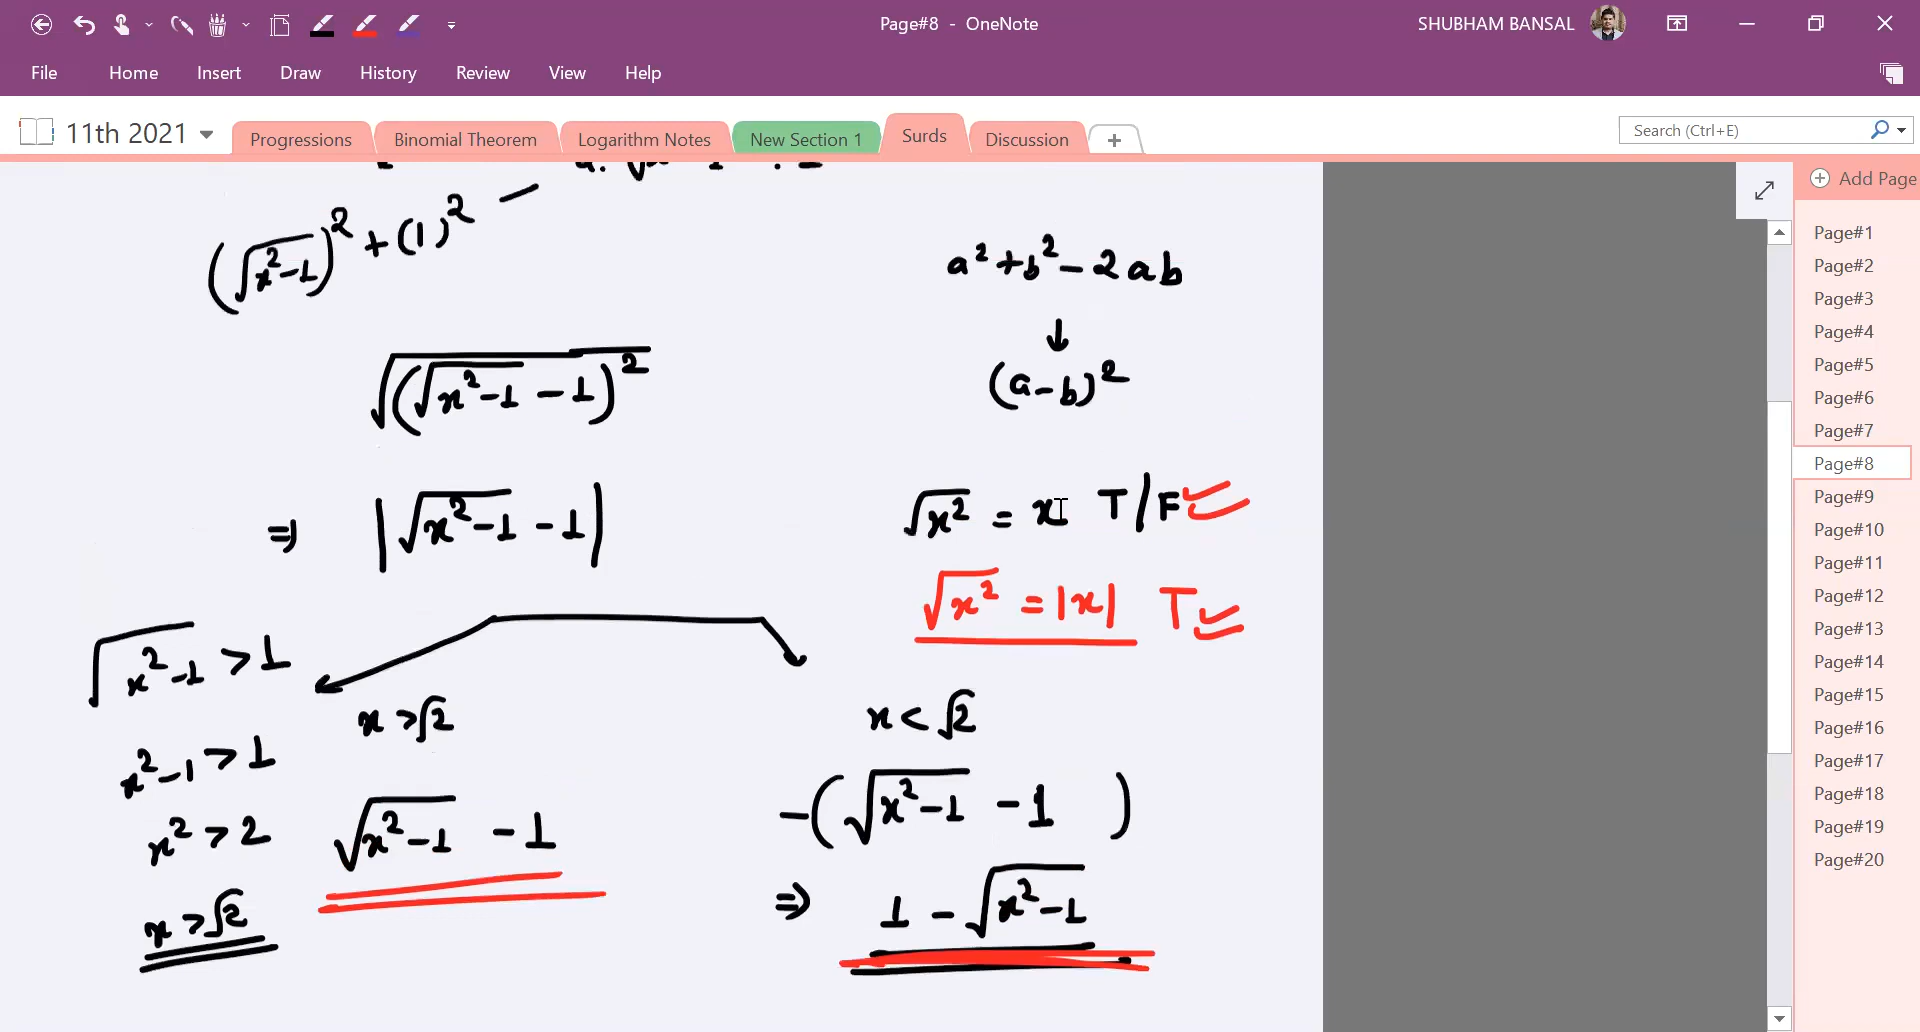 Page#8 - OneNote
SHUBHAM BANSAL
File Home Insert Draw History Review View Help
11th 2021
Progressions
Binomial Theorem
Logarithm Notes
New Section 1
Surds
Discussion
Search (Ctrl+E)
Add Page
Page#1
Page#2
Page#3
Page#4
Page#5
Page#6
Page#7
Page#8
Page#9
Page#10
Page#11
Page#12
Page#13
Page#14
Page#15
Page#16
Page#17
Page#18
Page#19
Page#20
(√(x²-1))² + (1)² -
a² + b² - 2ab
↓
(a-b)²
√((√(x²-1) - 1)²)
⇒ |√(x²-1) - 1|
√(x²) = x T/F
√(x²) = |x| T
√(x²-1) > 1
x²-1 > 1
x² > 2
x > √2
x > √2
√(x²-1) - 1
x < √2
-(√(x²-1) - 1)
⇒ 1 - √(x²-1)